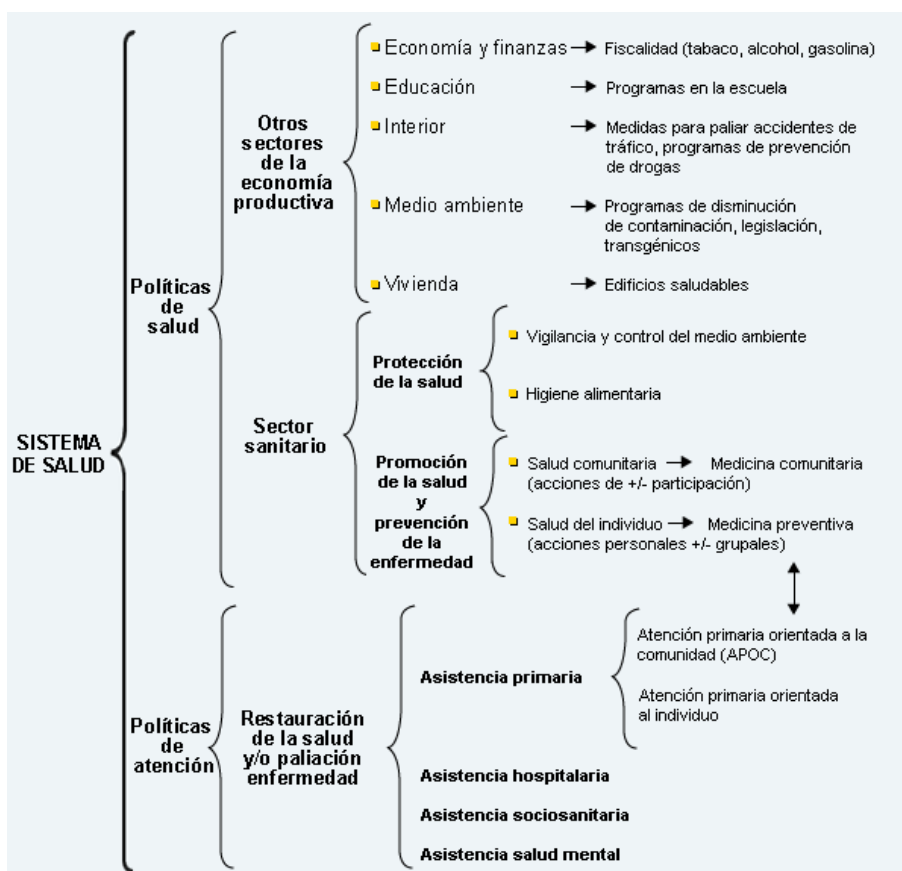 SISTEMA
DE SALUD
Políticas
de
salud
Otros
sectores
de la
economía
productiva
Economía y finanzas → Fiscalidad (tabaco, alcohol, gasolina)
Educación → Programas en la escuela
Interior → Medidas para paliar accidentes de
tráfico, programas de prevención
de drogas
Medio ambiente → Programas de disminución
de contaminación, legislación,
transgénicos
Vivienda → Edificios saludables
Sector
sanitario
Protección
de la salud
Vigilancia y control del medio ambiente
Higiene alimentaria
Promoción
de la salud
y
prevención
de la
enfermedad
Salud comunitaria → Medicina comunitaria
(acciones de +/- participación)
Salud del individuo → Medicina preventiva
(acciones personales +/- grupales)
Políticas
de
atención
Restauración
de la salud
y/o paliación
enfermedad
Asistencia primaria
Atención primaria orientada a la
comunidad (APOC)
Atención primaria orientada
al individuo
Asistencia hospitalaria
Asistencia sociosanitaria
Asistencia salud mental